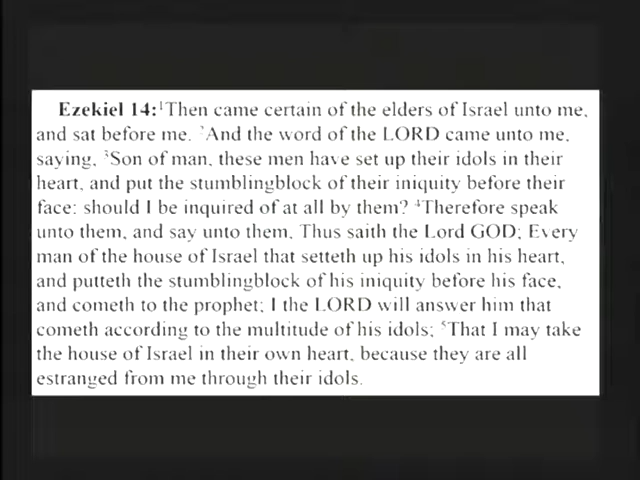 Ezekiel 14:¹Then came certain of the elders of Israel unto me,
and sat before me. ²And the word of the LORD came unto me,
saying, ³Son of man, these men have set up their idols in their
heart, and put the stumblingblock of their iniquity before their
face: should I be inquired of at all by them? ⁴Therefore speak
unto them, and say unto them, Thus saith the Lord GOD; Every
man of the house of Israel that setteth up his idols in his heart,
and putteth the stumblingblock of his iniquity before his face,
and cometh to the prophet; I the LORD will answer him that
cometh according to the multitude of his idols; ⁵That I may take
the house of Israel in their own heart, because they are all
estranged from me through their idols.